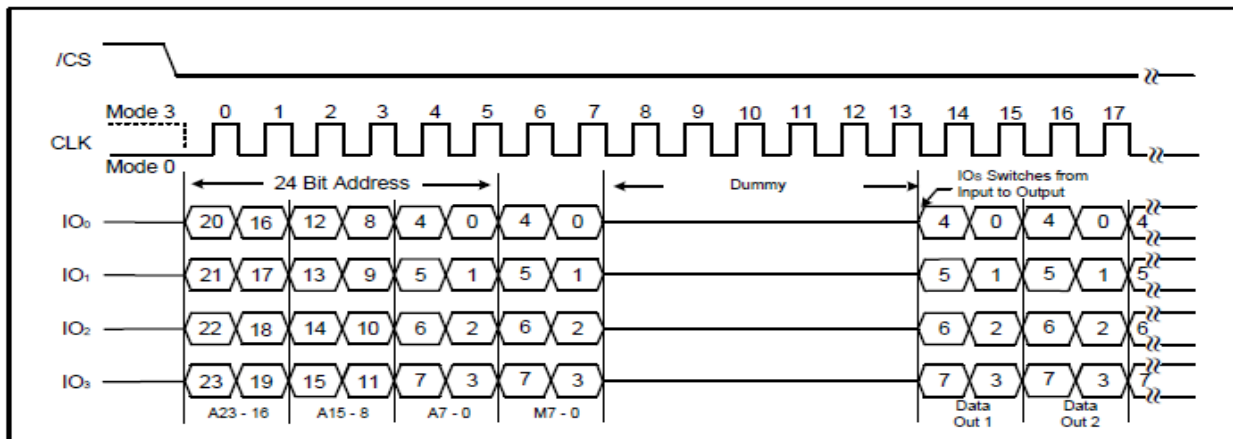 /CS
Mode 3 0 1 2 3 4 5 6 7 8 9 10 11 12 13 14 15 16 17
CLK
Mode 0
24 Bit Address Dummy IOs Switches from
Input to Output
IO₀ 20 16 12 8 4 0 4 0 4 0 4 0 4
IO₁ 21 17 13 9 5 1 5 1 5 1 5 1 5
IO₂ 22 18 14 10 6 2 6 2 6 2 6 2 6
IO₃ 23 19 15 11 7 3 7 3 7 3 7 3 7
A23 - 16 A15 - 8 A7 - 0 M7 - 0 Data Data
Out 1 Out 2